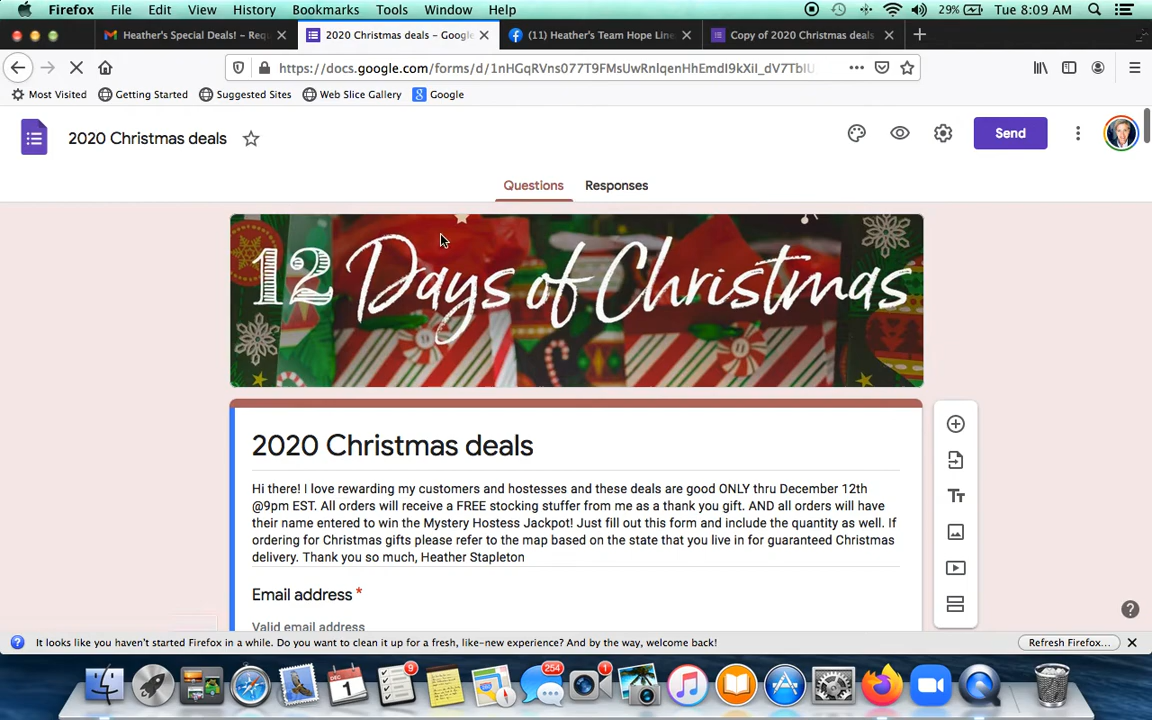 Firefox File Edit View History Bookmarks Tools Window Help 29% Tue 8:09 AM
Heather's Special Deals! – Req 2020 Christmas deals – Google (11) Heather's Team Hope Line Copy of 2020 Christmas deals
https://docs.google.com/forms/d/1nHGqRVns077T9FMsUwRnlqenHhEmdI9kXiI_dV7TbIU
Most Visited Getting Started Suggested Sites Web Slice Gallery Google
2020 Christmas deals Send
Questions Responses
12 Days of Christmas
2020 Christmas deals
Hi there! I love rewarding my customers and hostesses and these deals are good ONLY thru December 12th
@9pm EST. All orders will receive a FREE stocking stuffer from me as a thank you gift. AND all orders will have
their name entered to win the Mystery Hostess Jackpot! Just fill out this form and include the quantity as well. If
ordering for Christmas gifts please refer to the map based on the state that you live in for guaranteed Christmas
delivery. Thank you so much, Heather Stapleton
Email address *
Valid email address
It looks like you haven't started Firefox in a while. Do you want to clean it up for a fresh, like-new experience? And by the way, welcome back! Refresh Firefox...
DEC 1 9 254 1